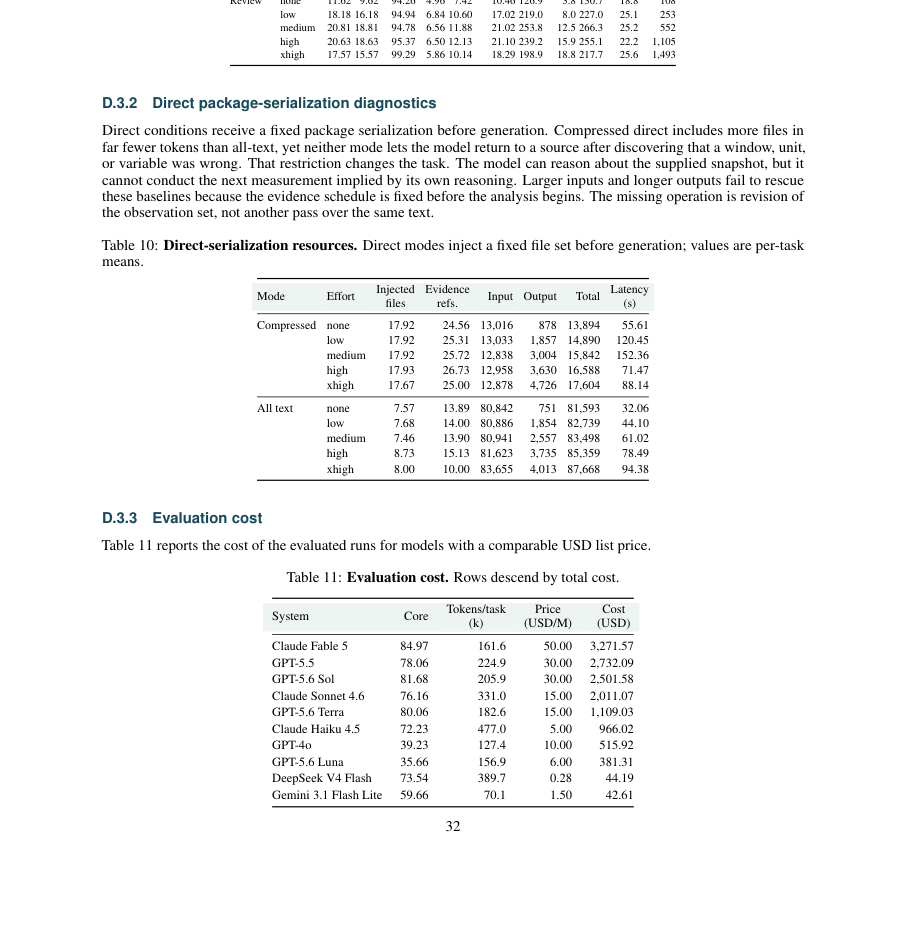 Review none 11.62 9.62 94.26 4.96 7.42 10.46 126.9 3.8 130.7 18.8 108
low 18.18 16.18 94.94 6.84 10.60 17.02 219.0 8.0 227.0 25.1 253
medium 20.81 18.81 94.78 6.56 11.88 21.02 253.8 12.5 266.3 25.2 552
high 20.63 18.63 95.37 6.50 12.13 21.10 239.2 15.9 255.1 22.2 1,105
xhigh 17.57 15.57 99.29 5.86 10.14 18.29 198.9 18.8 217.7 25.6 1,493
D.3.2 Direct package-serialization diagnostics
Direct conditions receive a fixed package serialization before generation. Compressed direct includes more files in
far fewer tokens than all-text, yet neither mode lets the model return to a source after discovering that a window, unit,
or variable was wrong. That restriction changes the task. The model can reason about the supplied snapshot, but it
cannot conduct the next measurement implied by its own reasoning. Larger inputs and longer outputs fail to rescue
these baselines because the evidence schedule is fixed before the analysis begins. The missing operation is revision of
the observation set, not another pass over the same text.
Table 10: Direct-serialization resources. Direct modes inject a fixed file set before generation; values are per-task
means.
Mode Effort Injected files Evidence refs. Input Output Total Latency (s)
Compressed none 17.92 24.56 13,016 878 13,894 55.61
low 17.92 25.31 13,033 1,857 14,890 120.45
medium 17.92 25.72 12,838 3,004 15,842 152.36
high 17.93 26.73 12,958 3,630 16,588 71.47
xhigh 17.67 25.00 12,878 4,726 17,604 88.14
All text none 7.57 13.89 80,842 751 81,593 32.06
low 7.68 14.00 80,886 1,854 82,739 44.10
medium 7.46 13.90 80,941 2,557 83,498 61.02
high 8.73 15.13 81,623 3,735 85,359 78.49
xhigh 8.00 10.00 83,655 4,013 87,668 94.38
D.3.3 Evaluation cost
Table 11 reports the cost of the evaluated runs for models with a comparable USD list price.
Table 11: Evaluation cost. Rows descend by total cost.
System Core Tokens/task (k) Price (USD/M) Cost (USD)
Claude Fable 5 84.97 161.6 50.00 3,271.57
GPT-5.5 78.06 224.9 30.00 2,732.09
GPT-5.6 Sol 81.68 205.9 30.00 2,501.58
Claude Sonnet 4.6 76.16 331.0 15.00 2,011.07
GPT-5.6 Terra 80.06 182.6 15.00 1,109.03
Claude Haiku 4.5 72.23 477.0 5.00 966.02
GPT-4o 39.23 127.4 10.00 515.92
GPT-5.6 Luna 35.66 156.9 6.00 381.31
DeepSeek V4 Flash 73.54 389.7 0.28 44.19
Gemini 3.1 Flash Lite 59.66 70.1 1.50 42.61
32